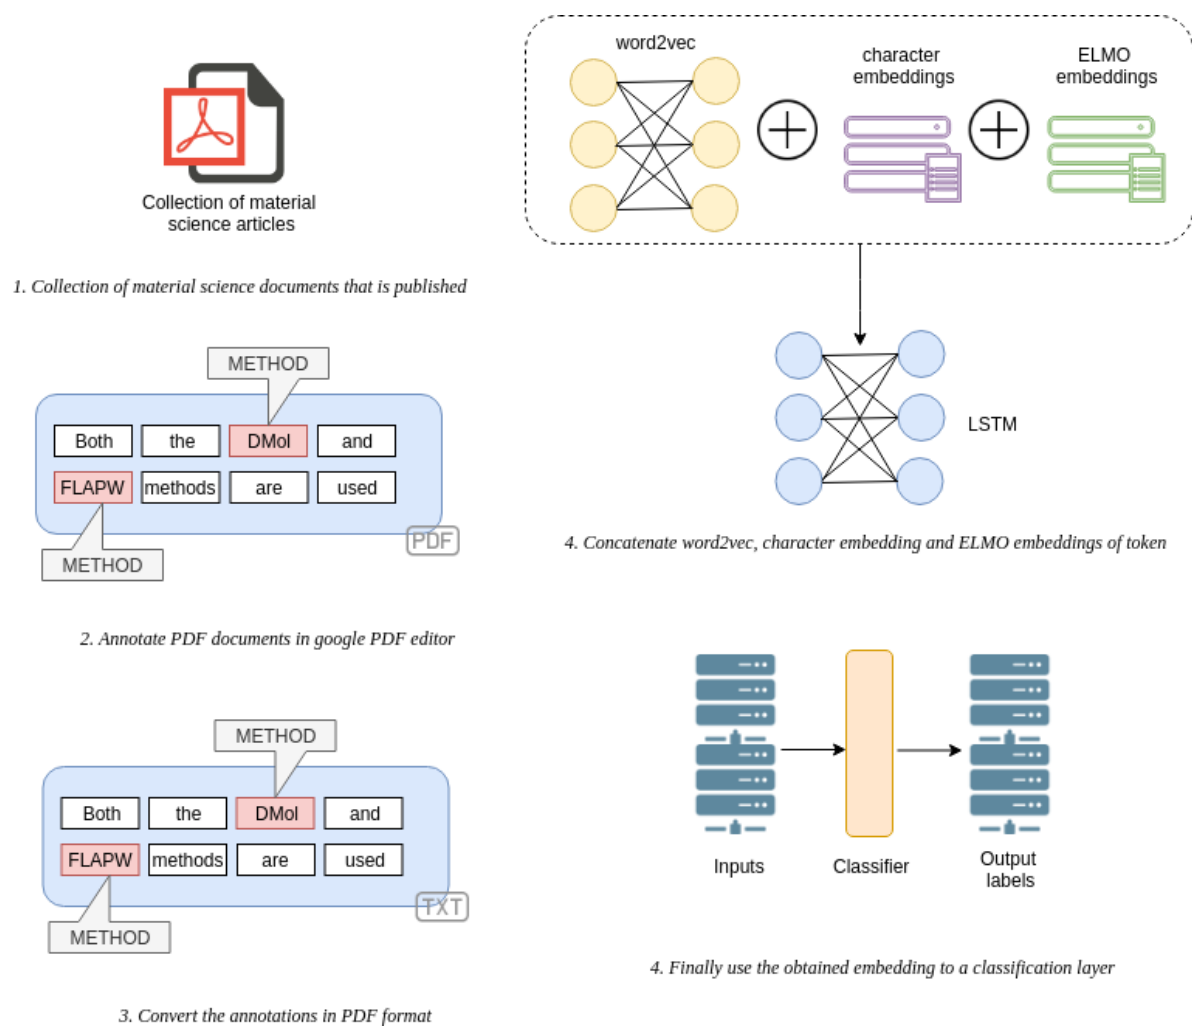 Collection of material
science articles
1. Collection of material science documents that is published
METHOD
Both the DMol and
FLAPW methods are used
PDF
METHOD
2. Annotate PDF documents in google PDF editor
METHOD
Both the DMol and
FLAPW methods are used
TXT
METHOD
3. Convert the annotations in PDF format
word2vec
character
embeddings
ELMO
embeddings
LSTM
4. Concatenate word2vec, character embedding and ELMO embeddings of token
Inputs
Classifier
Output
labels
4. Finally use the obtained embedding to a classification layer